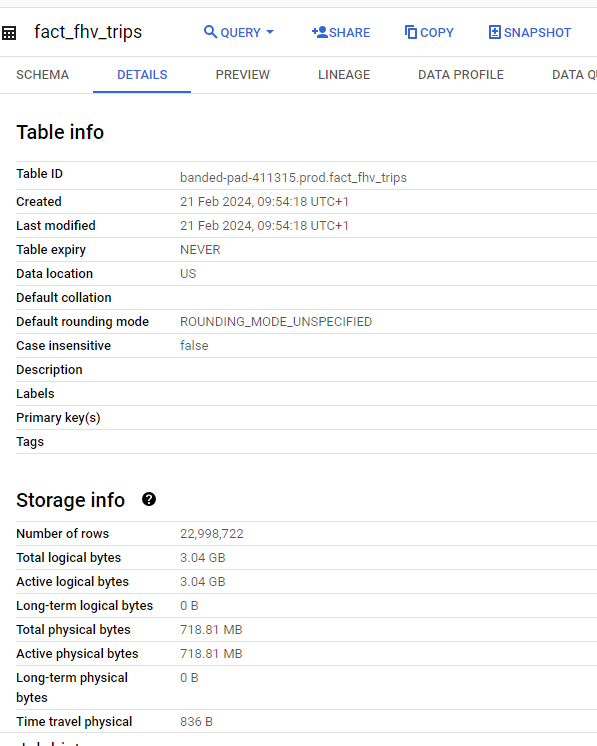 fact_fhv_trips QUERY SHARE COPY SNAPSHOT
SCHEMA DETAILS PREVIEW LINEAGE DATA PROFILE DATA QU
Table info
Table ID banded-pad-411315.prod.fact_fhv_trips
Created 21 Feb 2024, 09:54:18 UTC+1
Last modified 21 Feb 2024, 09:54:18 UTC+1
Table expiry NEVER
Data location US
Default collation
Default rounding mode ROUNDING_MODE_UNSPECIFIED
Case insensitive false
Description
Labels
Primary key(s)
Tags
Storage info ?
Number of rows 22,998,722
Total logical bytes 3.04 GB
Active logical bytes 3.04 GB
Long-term logical bytes 0 B
Total physical bytes 718.81 MB
Active physical bytes 718.81 MB
Long-term physical 0 B
bytes
Time travel physical 836 B